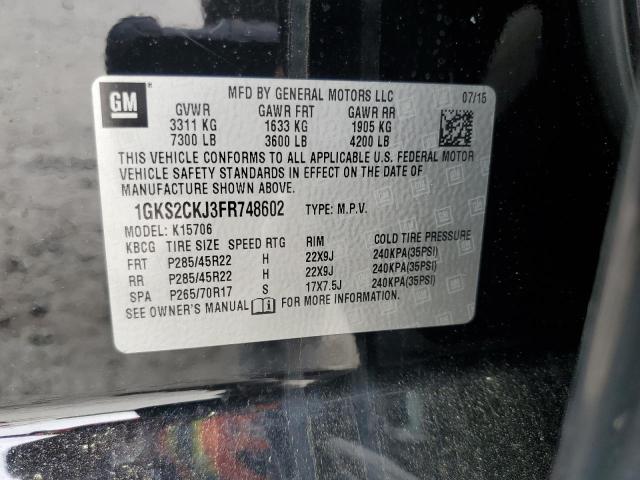 GM
MFD BY GENERAL MOTORS LLC 07/15
GVWR GAWR FRT GAWR RR
3311 KG 1633 KG 1905 KG
7300 LB 3600 LB 4200 LB
THIS VEHICLE CONFORMS TO ALL APPLICABLE U.S. FEDERAL MOTOR
VEHICLE SAFETY STANDARDS IN EFFECT ON THE DATE OF
MANUFACTURE SHOWN ABOVE.
1GKS2CKJ3FR748602 TYPE: M.P.V.
MODEL: K15706
KBCG TIRE SIZE SPEED RTG RIM COLD TIRE PRESSURE
FRT P285/45R22 H 22X9J 240KPA(35PSI)
RR P285/45R22 H 22X9J 240KPA(35PSI)
SPA P265/70R17 S 17X7.5J 240KPA(35PSI)
SEE OWNER'S MANUAL FOR MORE INFORMATION.